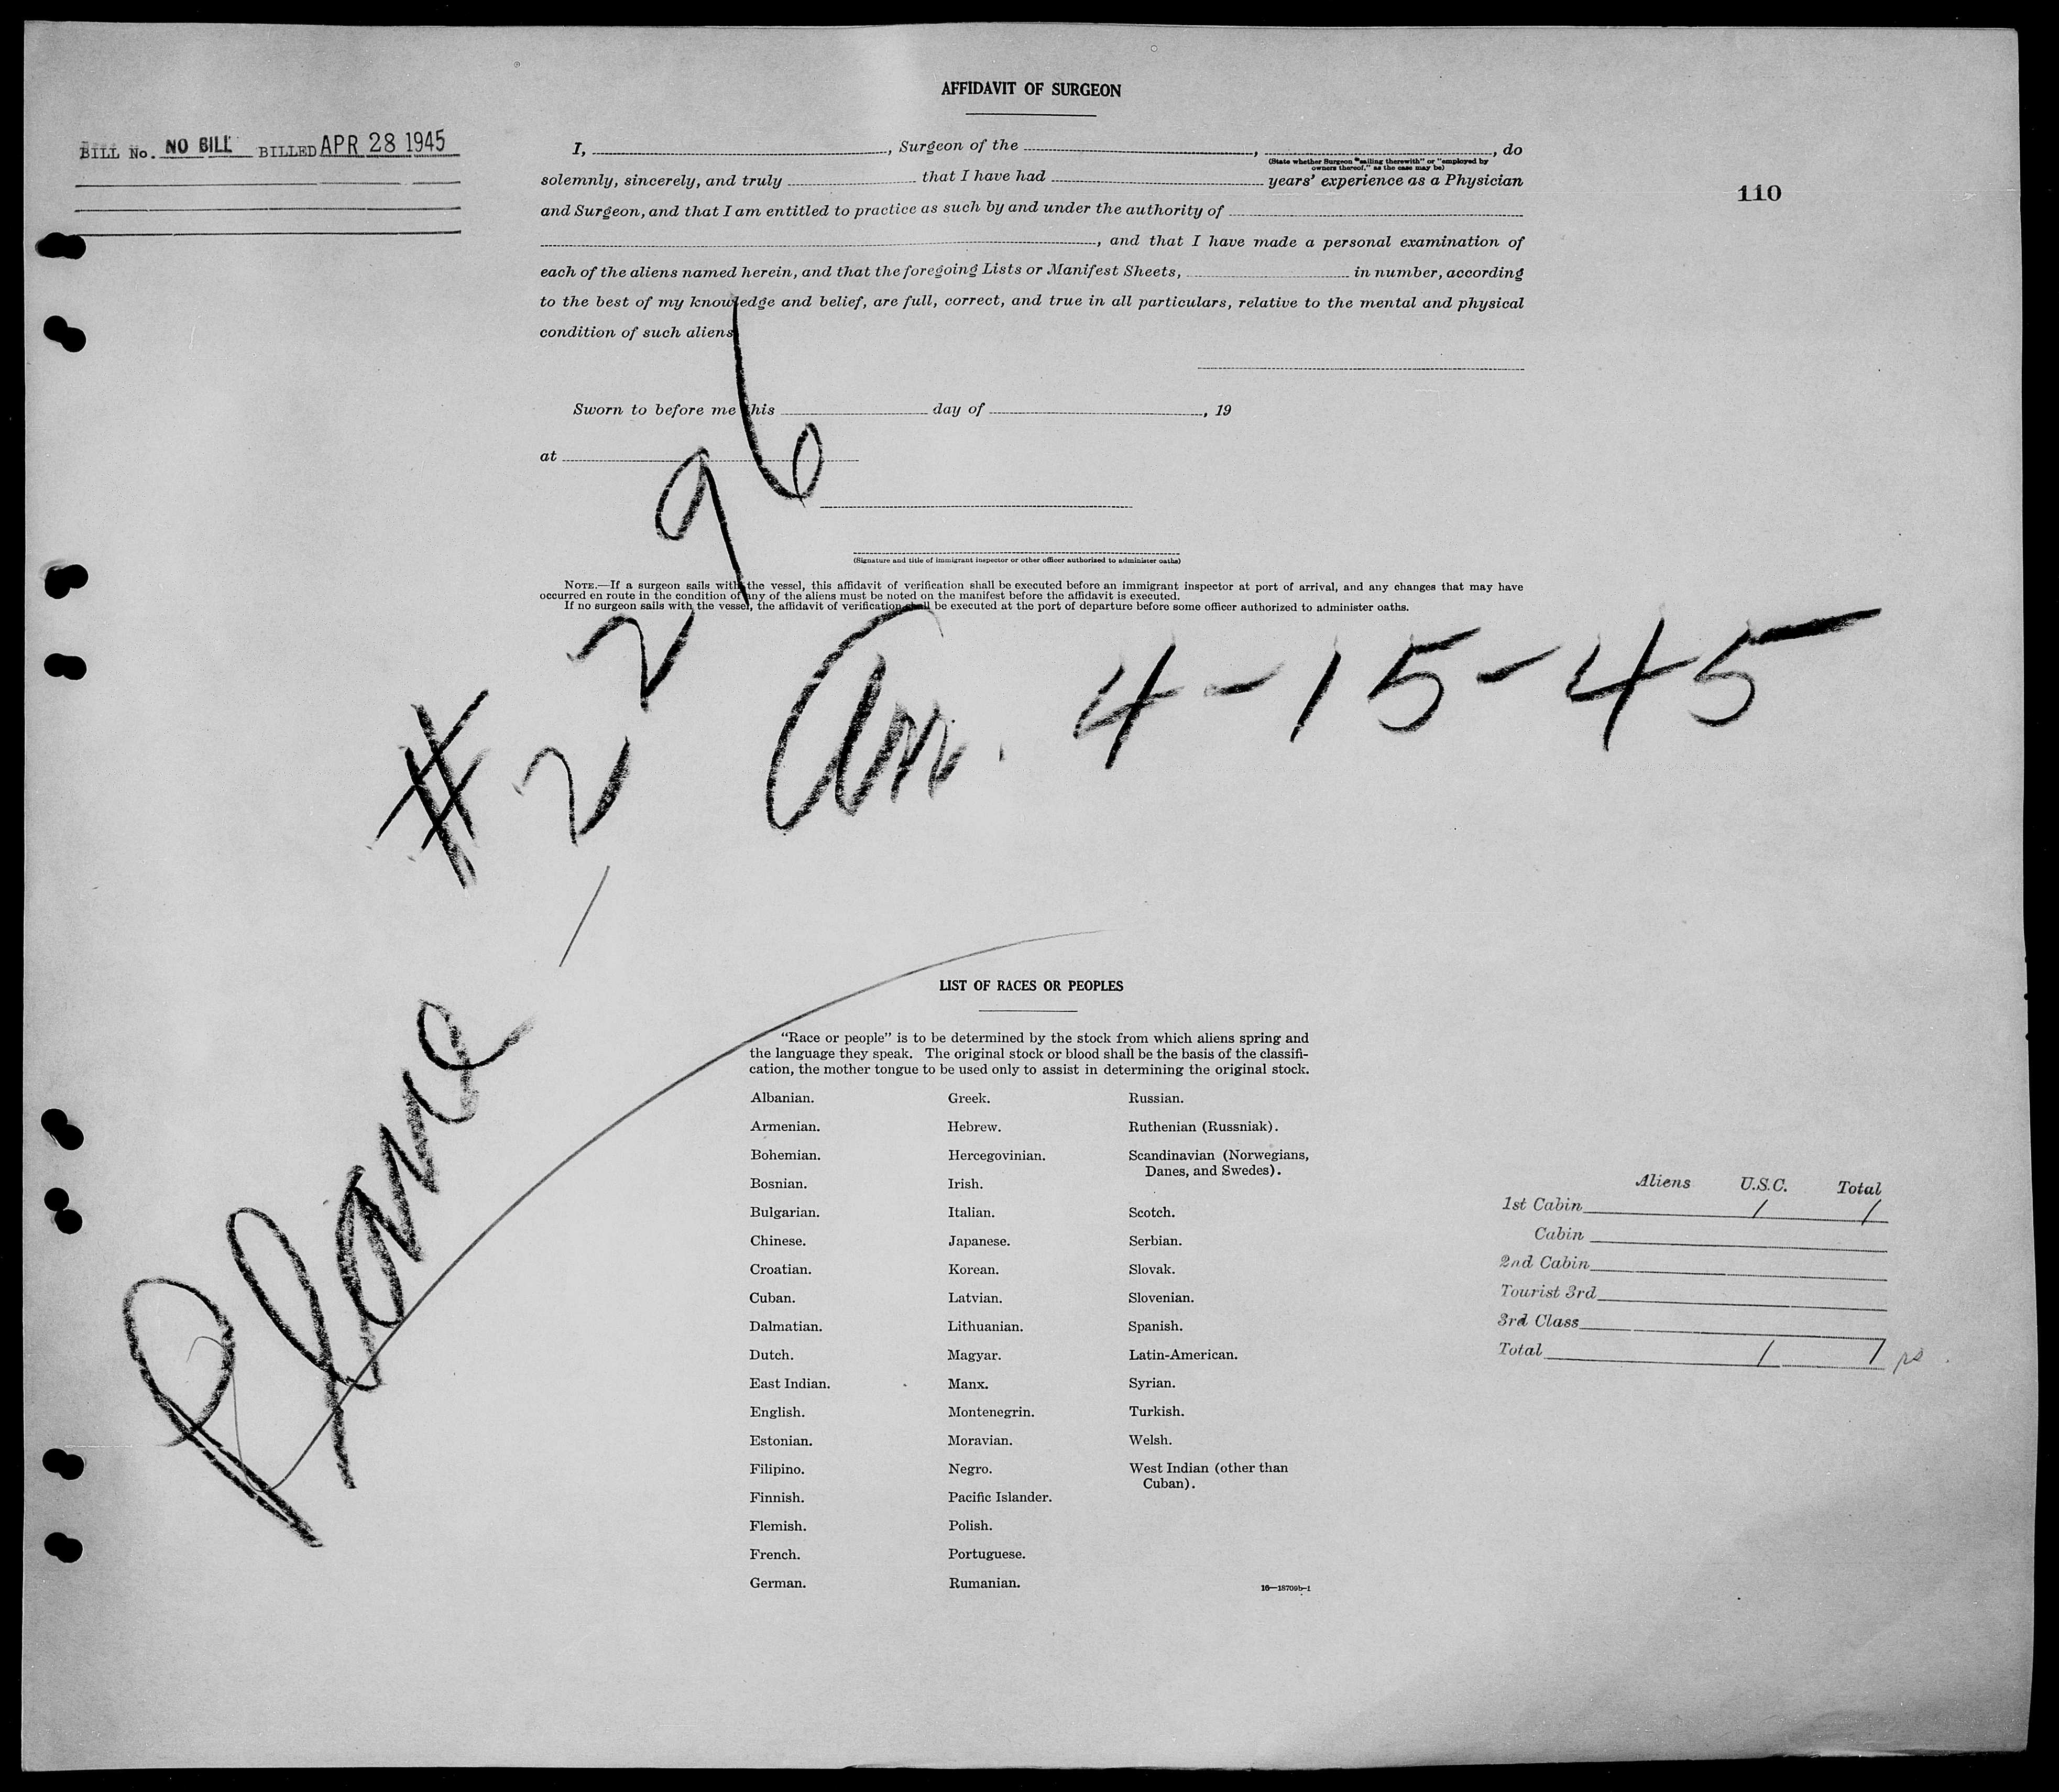 AFFIDAVIT OF SURGEON
BILL No. NO BILL BILLED APR 28 1945
110
I, , Surgeon of the , , do
(State whether Surgeon "sailing therewith" or "employed by
owners thereof," as the case may be)
solemnly, sincerely, and truly that I have had years' experience as a Physician
and Surgeon, and that I am entitled to practice as such by and under the authority of
, and that I have made a personal examination of
each of the aliens named herein, and that the foregoing Lists or Manifest Sheets, in number, according
to the best of my knowledge and belief, are full, correct, and true in all particulars, relative to the mental and physical
condition of such aliens
Sworn to before me this day of , 19
at
(Signature and title of immigrant inspector or other officer authorized to administer oaths)
NOTE.—If a surgeon sails with the vessel, this affidavit of verification shall be executed before an immigrant inspector at port of arrival, and any changes that may have
occurred en route in the condition of any of the aliens must be noted on the manifest before the affidavit is executed.
If no surgeon sails with the vessel, the affidavit of verification shall be executed at the port of departure before some officer authorized to administer oaths.
Plane - # 2296
Arr. 4-15-45
LIST OF RACES OR PEOPLES
"Race or people" is to be determined by the stock from which aliens spring and
the language they speak. The original stock or blood shall be the basis of the classifi-
cation, the mother tongue to be used only to assist in determining the original stock.
Albanian. Greek. Russian.
Armenian. Hebrew. Ruthenian (Russniak).
Bohemian. Hercegovinian. Scandinavian (Norwegians,
Danes, and Swedes).
Bosnian. Irish.
Bulgarian. Italian. Scotch.
Chinese. Japanese. Serbian.
Croatian. Korean. Slovak.
Cuban. Latvian. Slovenian.
Dalmatian. Lithuanian. Spanish.
Dutch. Magyar. Latin-American.
East Indian. Manx. Syrian.
English. Montenegrin. Turkish.
Estonian. Moravian. Welsh.
Filipino. Negro. West Indian (other than
Cuban).
Finnish. Pacific Islander.
Flemish. Polish.
French. Portuguese.
German. Rumanian.
16—18709b-1
Aliens U.S.C. Total
1st Cabin 1 1
Cabin
2nd Cabin
Tourist 3rd
3rd Class
Total 1 1